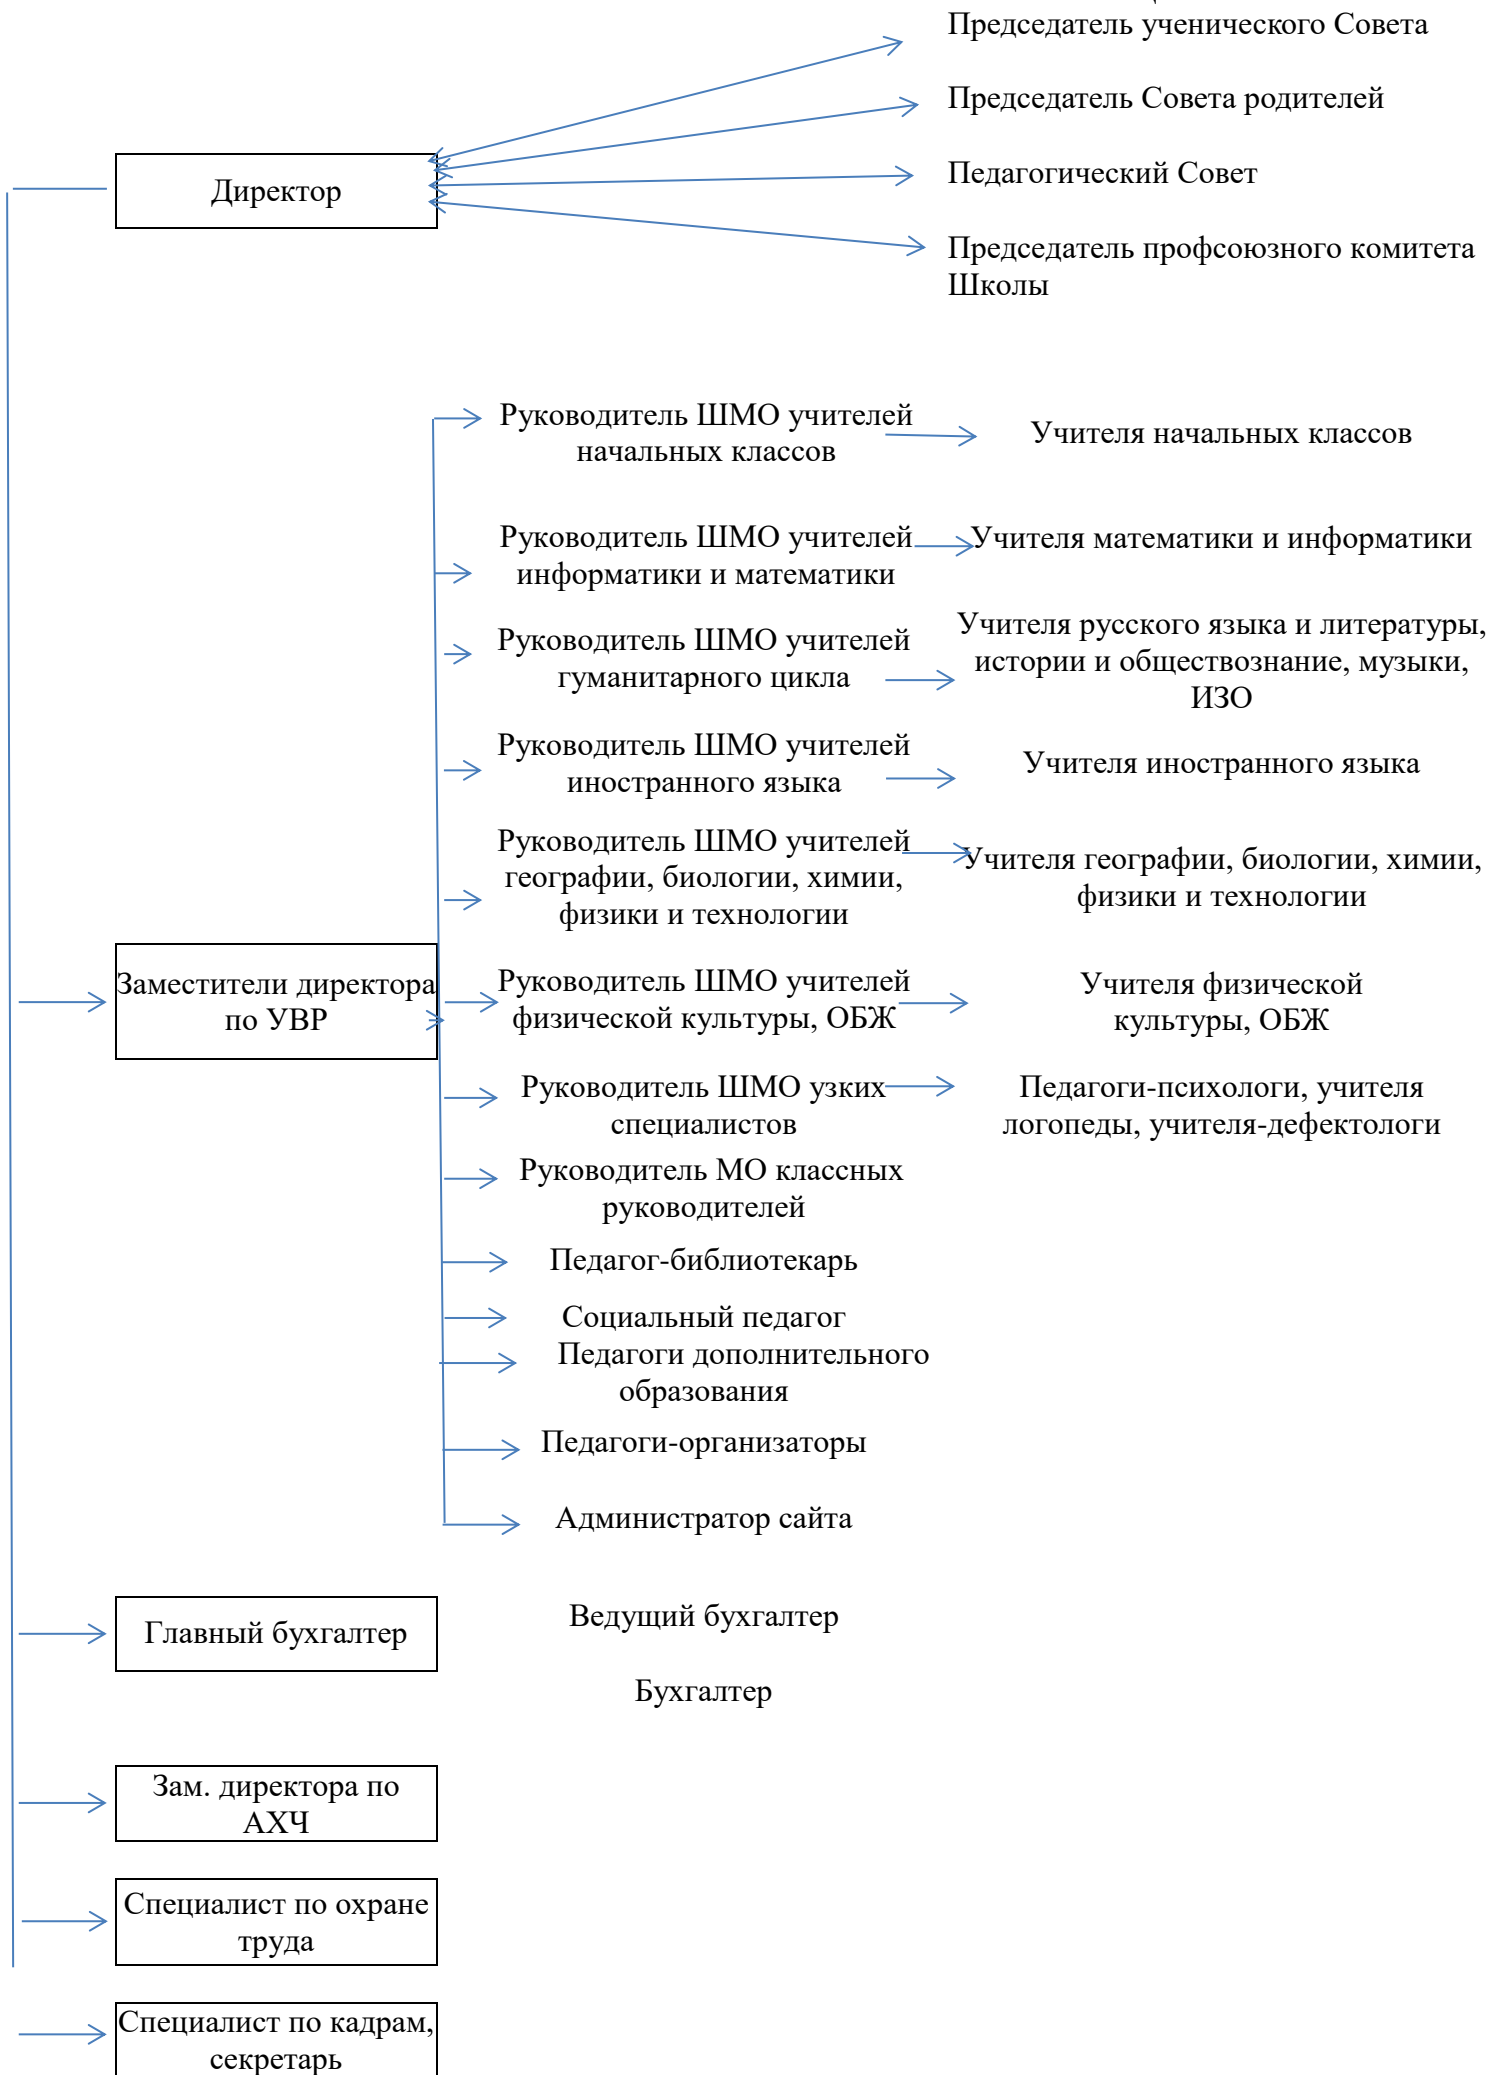 Председатель ученического Совета
Председатель Совета родителей
Директор
Педагогический Совет
Председатель профсоюзного комитета
Школы
Руководитель ШМО учителей
начальных классов
Учителя начальных классов
Руководитель ШМО учителей
информатики и математики
Учителя математики и информатики
Руководитель ШМО учителей
гуманитарного цикла
Учителя русского языка и литературы,
истории и обществознание, музыки,
ИЗО
Руководитель ШМО учителей
иностранного языка
Учителя иностранного языка
Руководитель ШМО учителей
географии, биологии, химии,
физики и технологии
Учителя географии, биологии, химии,
физики и технологии
Заместители директора
по УВР
Руководитель ШМО учителей
физической культуры, ОБЖ
Учителя физической
культуры, ОБЖ
Руководитель ШМО узких
специалистов
Педагоги-психологи, учителя
логопеды, учителя-дефектологи
Руководитель МО классных
руководителей
Педагог-библиотекарь
Социальный педагог
Педагоги дополнительного
образования
Педагоги-организаторы
Администратор сайта
Главный бухгалтер
Ведущий бухгалтер
Бухгалтер
Зам. директора по
АХЧ
Специалист по охране
труда
Специалист по кадрам,
секретарь